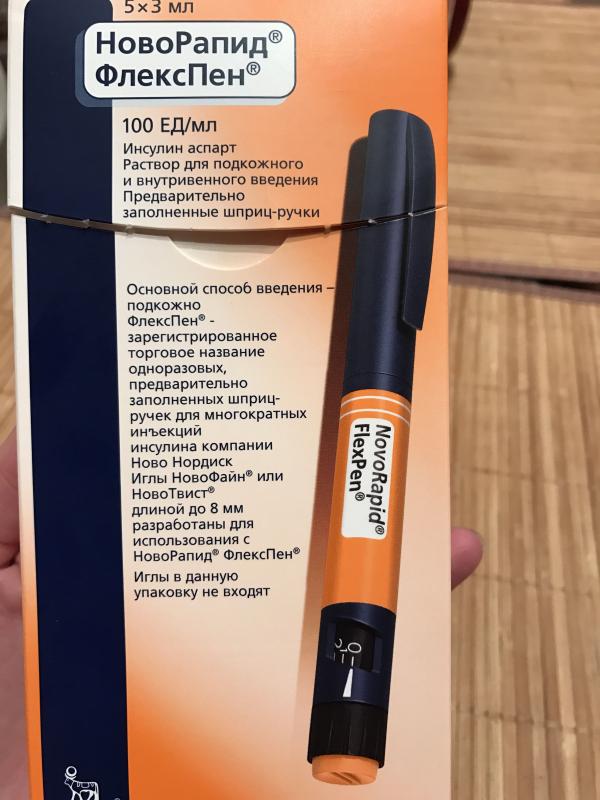 5×3 мл
НовоРапид®
ФлексПен®
100 ЕД/мл
Инсулин аспарт
Раствор для подкожного
и внутривенного введения
Предварительно
заполненные шприц-ручки
Основной способ введения –
подкожно
ФлексПен® -
зарегистрированное
торговое название
одноразовых,
предварительно
заполненных шприц-
ручек для многократных
инъекций
инсулина компании
Ново Нордиск
Иглы НовоФайн® или
НовоТвист®
длиной до 8 мм
разработаны для
использования с
НовоРапид® ФлексПен®
Иглы в данную
упаковку не входят
NovoRapid®
FlexPen®